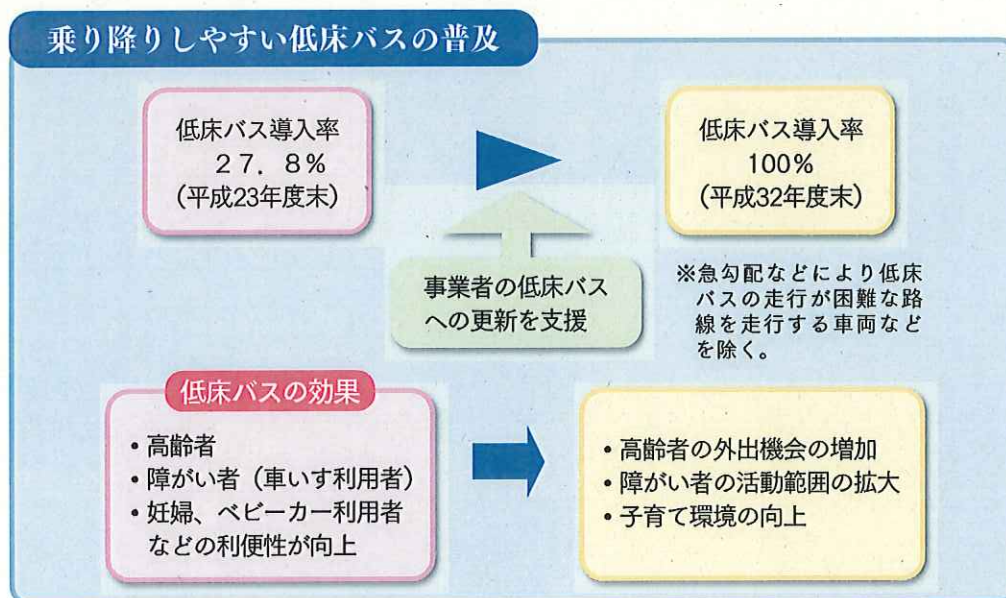 乗り降りしやすい低床バスの普及
低床バス導入率
２７．８％
(平成23年度末)
低床バス導入率
100%
(平成32年度末)
事業者の低床バス
への更新を支援
※急勾配などにより低床
バスの走行が困難な路
線を走行する車両など
を除く。
低床バスの効果
・高齢者
・障がい者（車いす利用者）
・妊婦、ベビーカー利用者
などの利便性が向上
・高齢者の外出機会の増加
・障がい者の活動範囲の拡大
・子育て環境の向上